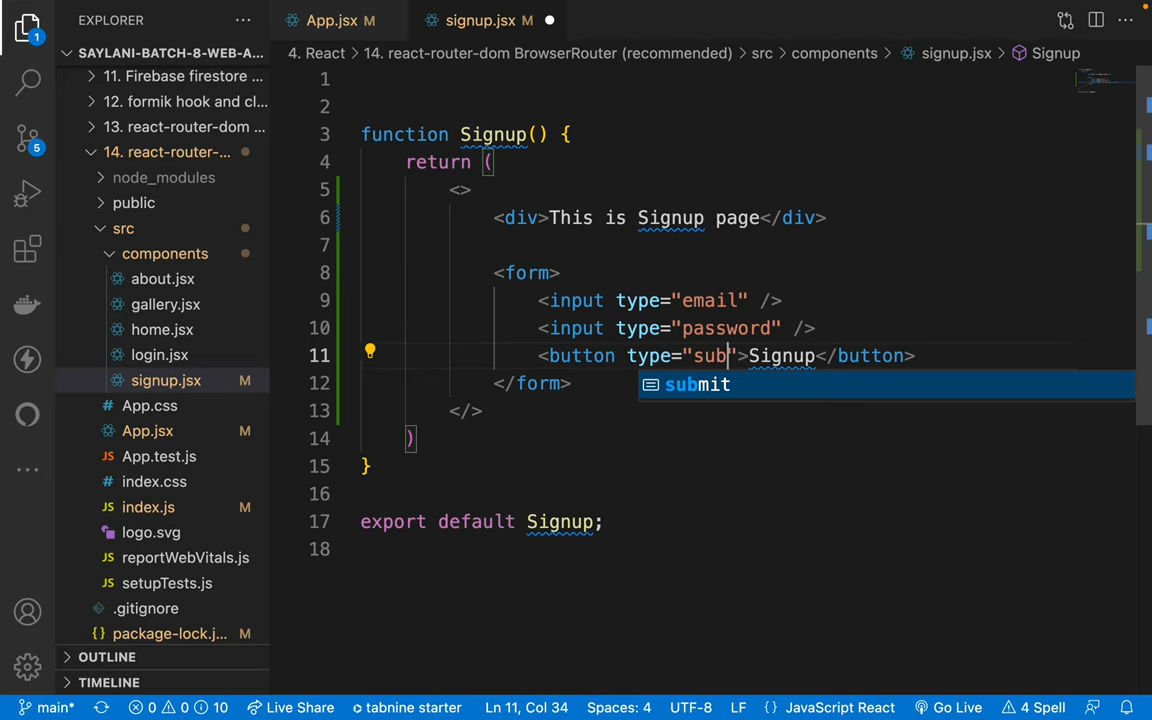 EXPLORER
App.jsx M
signup.jsx M
SAYLANI-BATCH-8-WEB-A...
4. React > 14. react-router-dom BrowserRouter (recommended) > src > components > signup.jsx > Signup
11. Firebase firestore ...
12. formik hook and cl...
13. react-router-dom ...
14. react-router-...
node_modules
public
src
components
about.jsx
gallery.jsx
home.jsx
login.jsx
signup.jsx M
App.css
App.jsx M
App.test.js
index.css
index.js M
logo.svg
reportWebVitals.js
setupTests.js
.gitignore
package-lock.j... M
OUTLINE
TIMELINE
1
5
1
2
3 function Signup() {
4 return (
5 <>
6 <div>This is Signup page</div>
7
8 <form>
9 <input type="email" />
10 <input type="password" />
11 <button type="sub">Signup</button>
submit
12 </form>
13 </>
14 )
15 }
16
17 export default Signup;
18
main* 0 0 10 Live Share tabnine starter Ln 11, Col 34 Spaces: 4 UTF-8 LF {} JavaScript React Go Live 4 Spell